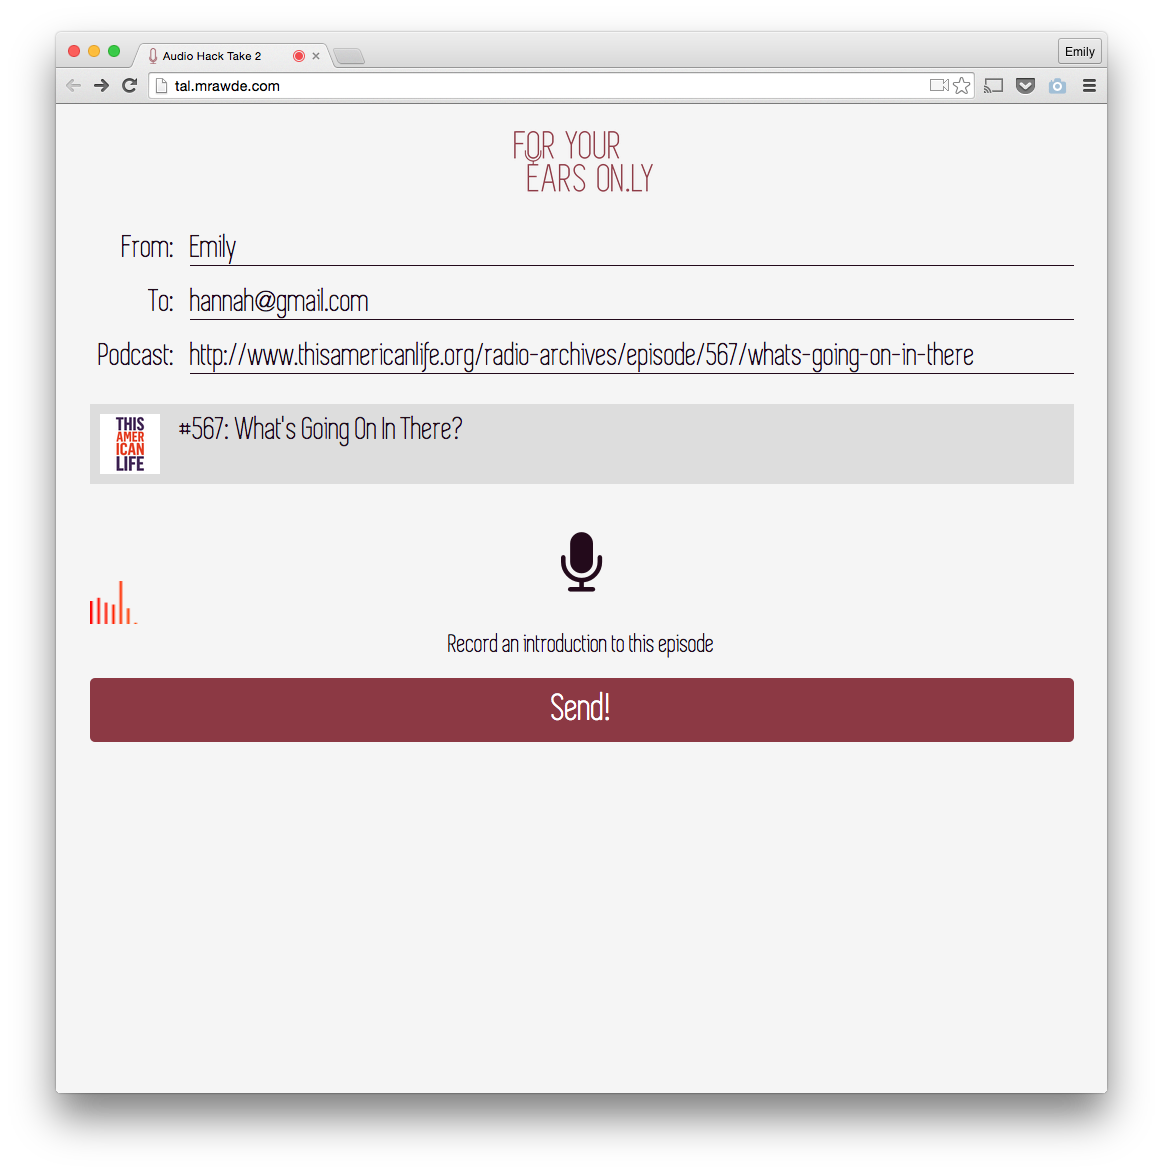 Audio Hack Take 2
Emily
tal.mrawde.com
FOR YOUR
EARS ON.LY
From: Emily
To: hannah@gmail.com
Podcast: http://www.thisamericanlife.org/radio-archives/episode/567/whats-going-on-in-there
THIS
AMER
ICAN
LIFE
#567: What's Going On In There?
Record an introduction to this episode
Send!